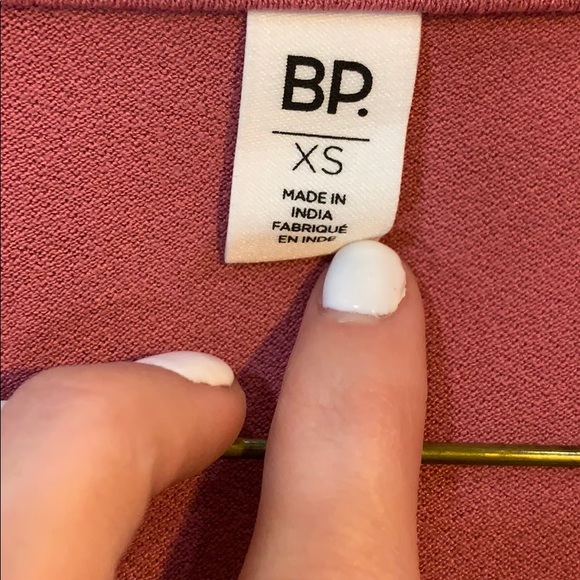 BP.
XS
MADE IN
INDIA
FABRIQUÉ
EN INDE